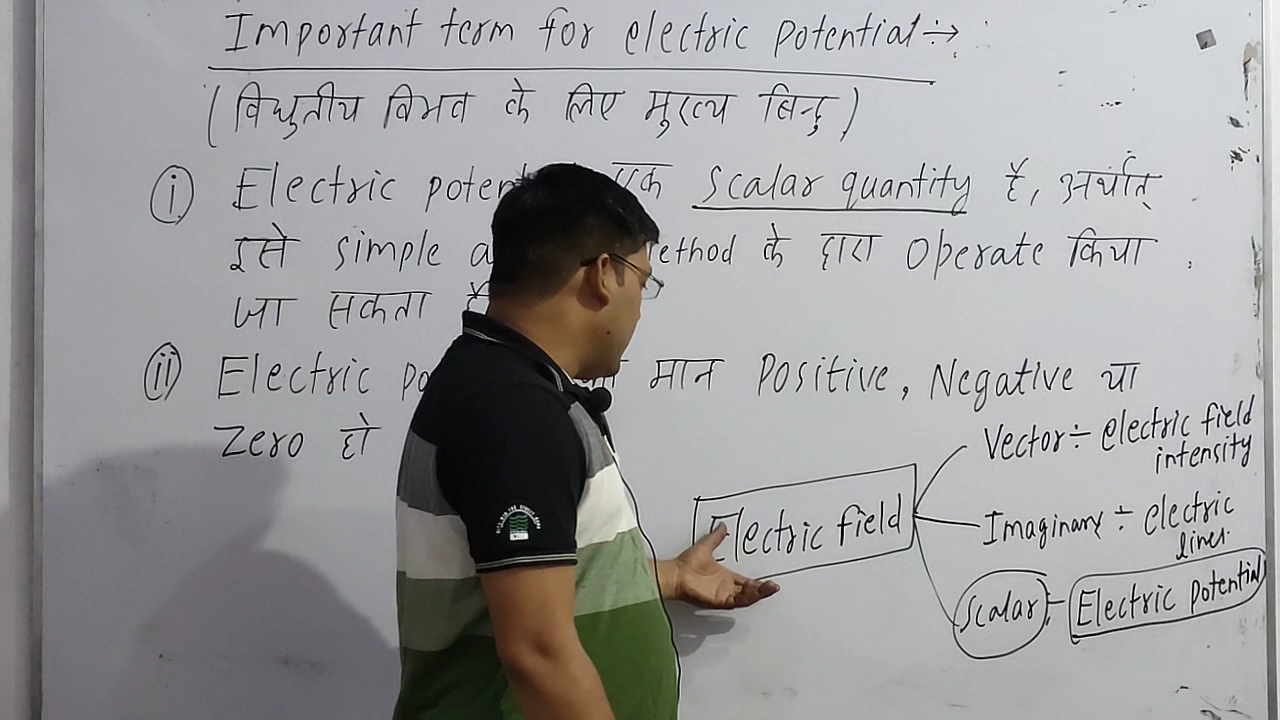 Important term for electric potential :→
(विद्युतीय विभव के लिए मुख्य बिन्दु)
(i) Electric poten एक Scalar quantity है, अर्थात्
इसे simple a ethod के द्वारा Operate किया
जा सकता है
(ii) Electric po मान Positive, Negative या
Zero हो
Vector ÷ electric field
intensity
Electric field
Imaginary ÷ electric
lines.
Scalar :- Electric Potential